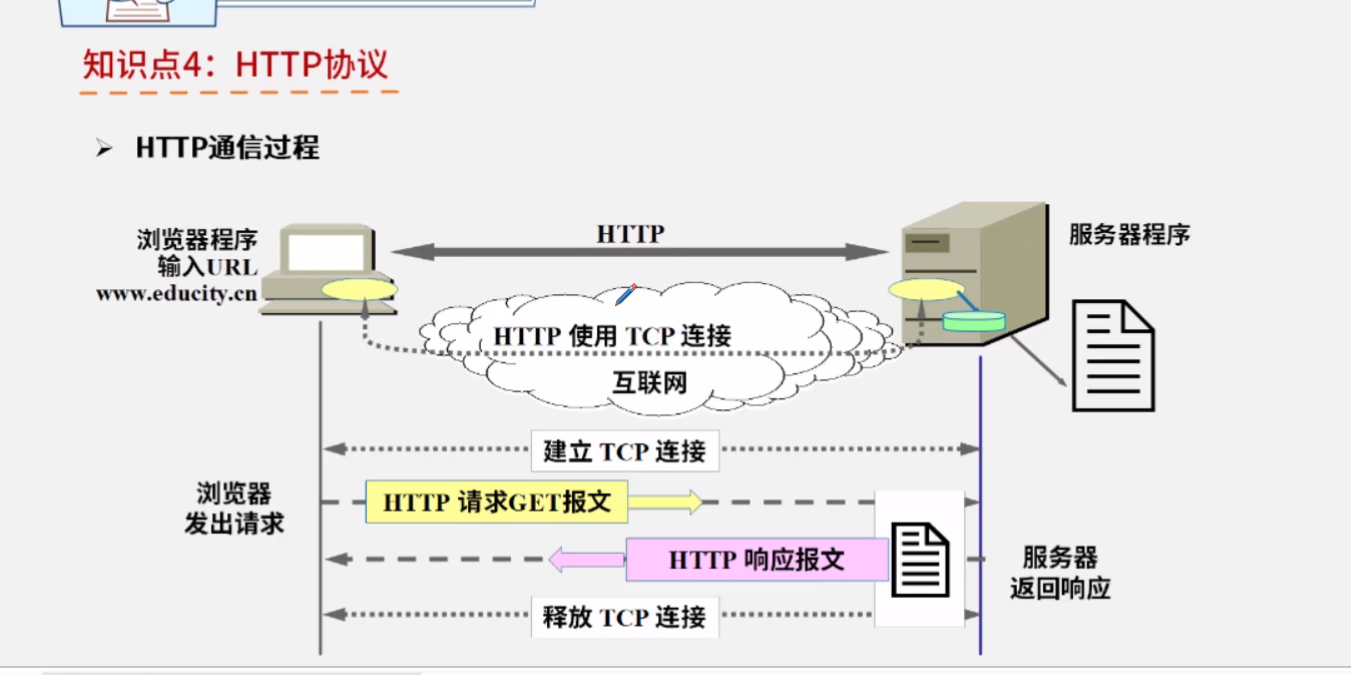 知识点4：HTTP协议
HTTP通信过程
浏览器程序
输入URL
www.educity.cn
HTTP
服务器程序
HTTP 使用 TCP 连接
互联网
建立 TCP 连接
浏览器
发出请求
HTTP 请求GET报文
HTTP 响应报文
服务器
返回响应
释放 TCP 连接